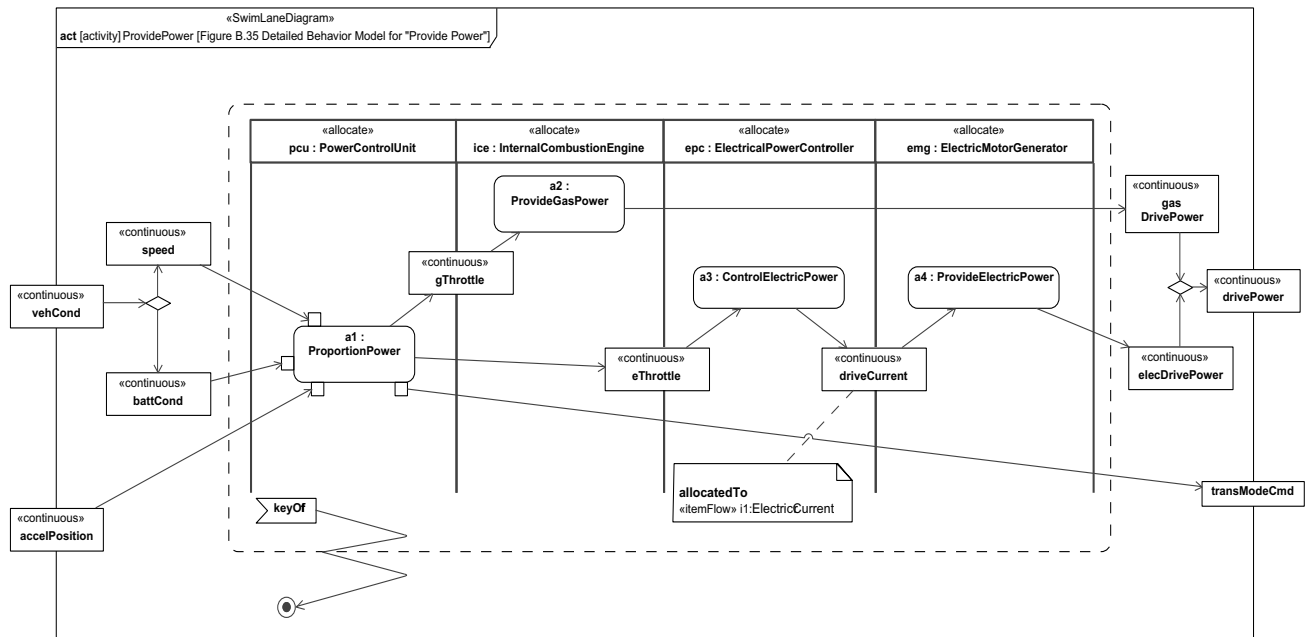 «SwimLaneDiagram»
act [activity] ProvidePower [Figure B.35 Detailed Behavior Model for "Provide Power"]
«allocate»
pcu : PowerControlUnit
«allocate»
ice : InternalCombustionEngine
«allocate»
epc : ElectricalPowerController
«allocate»
emg : ElectricMotorGenerator
a2 :
ProvideGasPower
«continuous»
gas
DrivePower
«continuous»
speed
«continuous»
gThrottle
a3 : ControlElectricPower
a4 : ProvideElectricPower
«continuous»
vehCond
«continuous»
drivePower
a1 :
ProportionPower
«continuous»
eThrottle
«continuous»
driveCurrent
«continuous»
elecDrivePower
«continuous»
battCond
allocatedTo
«itemFlow» i1:ElectricCurrent
transModeCmd
keyOff
«continuous»
accelPosition